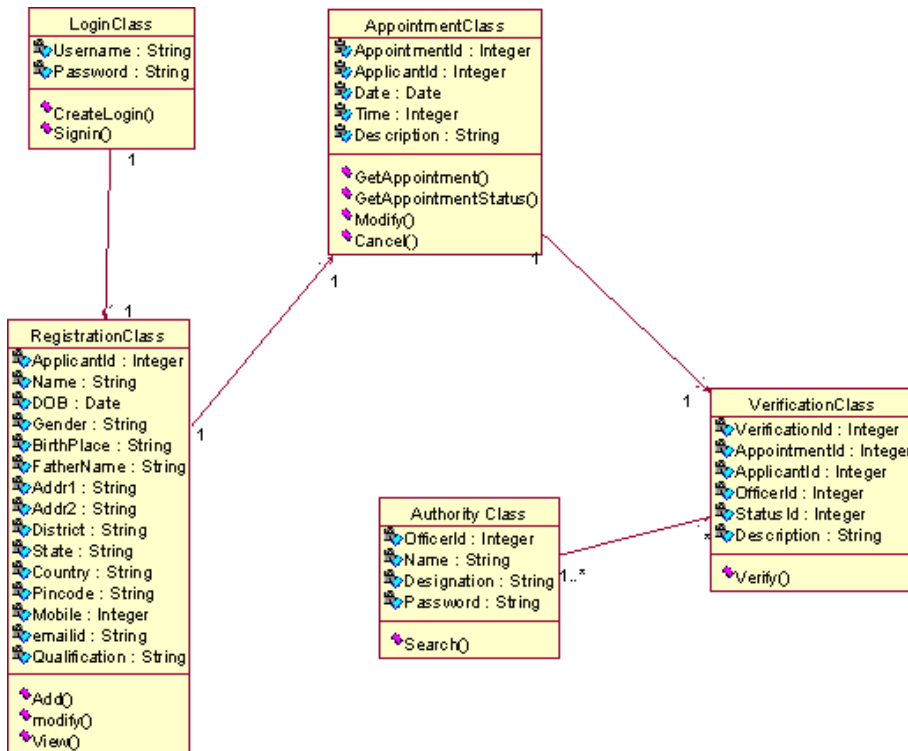 LoginClass
Username : String
Password : String
CreateLogin()
Signin()
1
AppointmentClass
AppointmentId : Integer
ApplicantId : Integer
Date : Date
Time : Integer
Description : String
GetAppointment()
GetAppointmentStatus()
Modify()
Cancel()
1
1
1
RegistrationClass
ApplicantId : Integer
Name : String
DOB : Date
Gender : String
BirthPlace : String
FatherName : String
Addr1 : String
Addr2 : String
District : String
State : String
Country : String
Pincode : String
Mobile : Integer
emailid : String
Qualification : String
Add()
modify()
View()
1
1
VerificationClass
VerificationId : Integer
AppointmentId : Integer
ApplicantId : Integer
OfficerId : Integer
StatusId : Integer
Description : String
Verify()
*
Authority Class
OfficerId : Integer
Name : String
Designation : String
Password : String
Search()
1..*